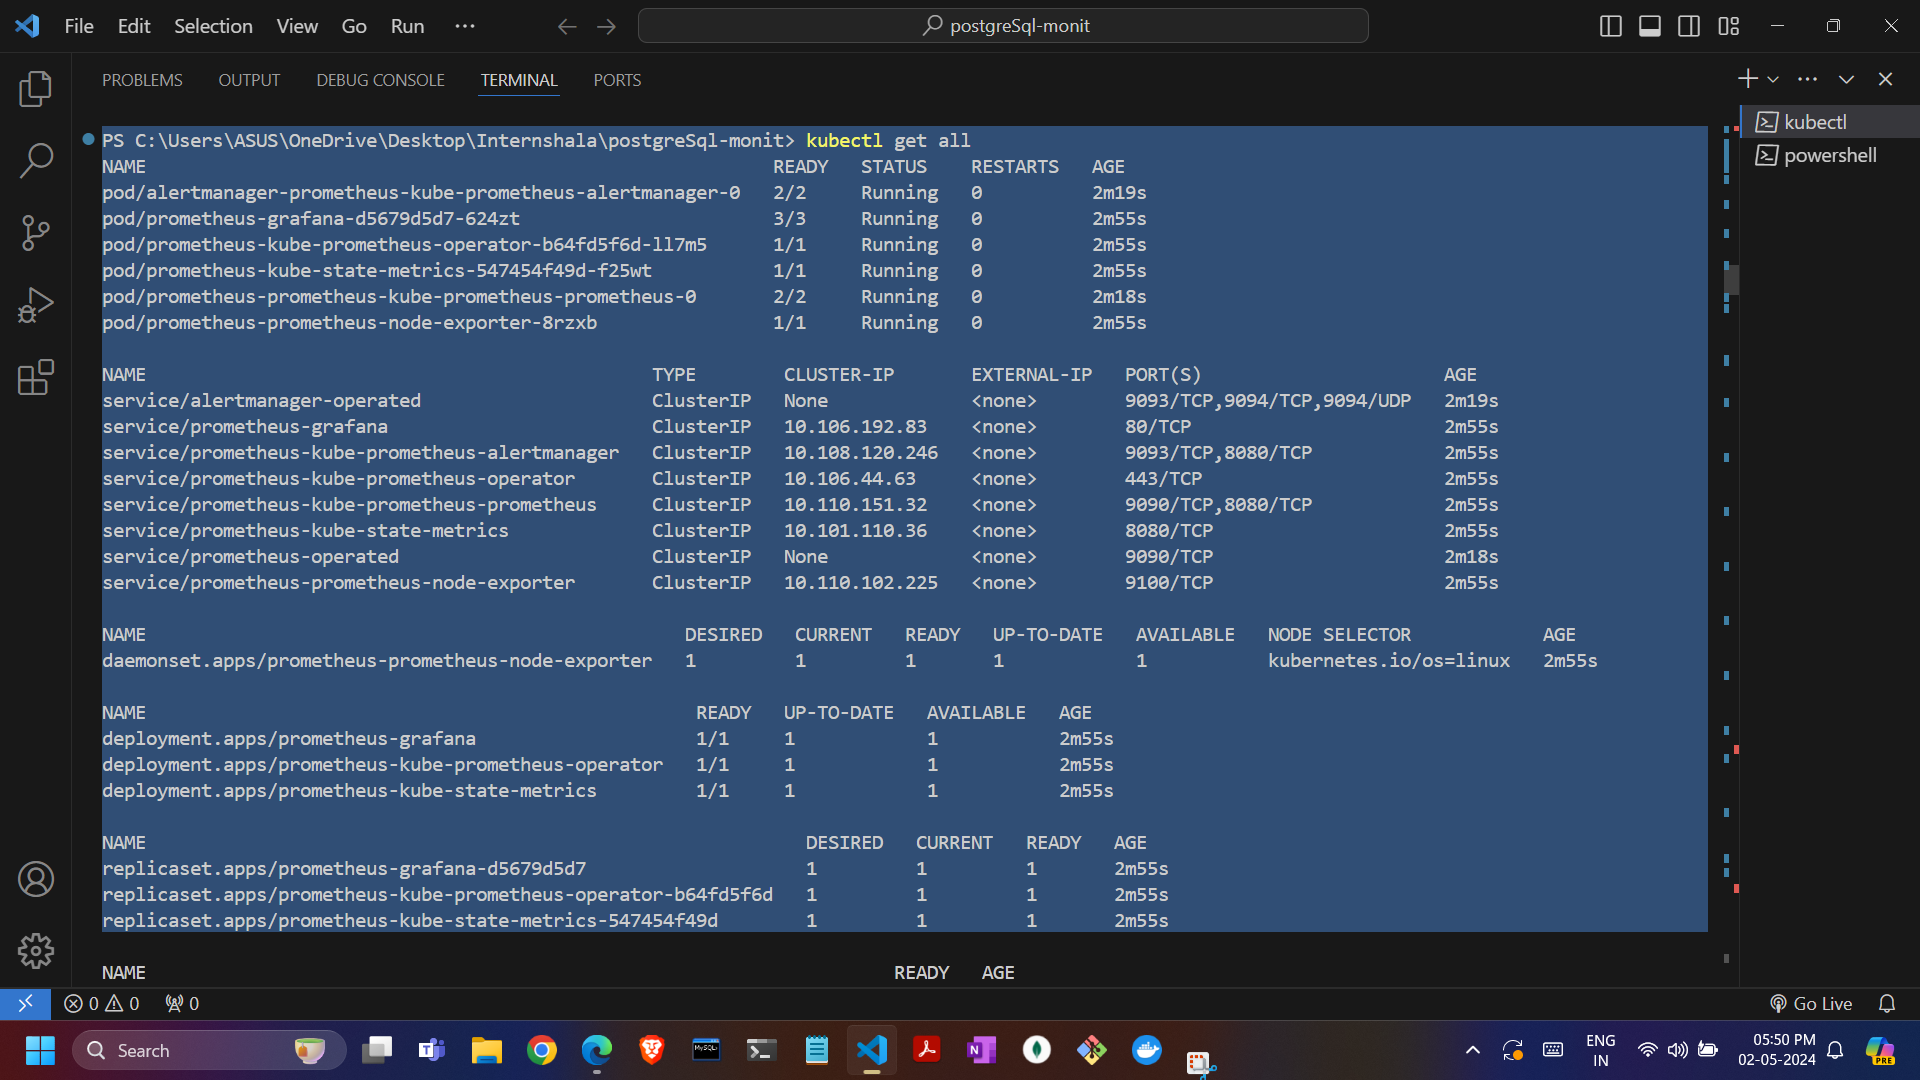 File Edit Selection View Go Run ··· postgreSql-monit
PROBLEMS OUTPUT DEBUG CONSOLE TERMINAL PORTS
kubectl
powershell
PS C:\Users\ASUS\OneDrive\Desktop\Internshala\postgreSql-monit> kubectl get all
NAME READY STATUS RESTARTS AGE
pod/alertmanager-prometheus-kube-prometheus-alertmanager-0 2/2 Running 0 2m19s
pod/prometheus-grafana-d5679d5d7-624zt 3/3 Running 0 2m55s
pod/prometheus-kube-prometheus-operator-b64fd5f6d-ll7m5 1/1 Running 0 2m55s
pod/prometheus-kube-state-metrics-547454f49d-f25wt 1/1 Running 0 2m55s
pod/prometheus-prometheus-kube-prometheus-prometheus-0 2/2 Running 0 2m18s
pod/prometheus-prometheus-node-exporter-8rzxb 1/1 Running 0 2m55s
NAME TYPE CLUSTER-IP EXTERNAL-IP PORT(S) AGE
service/alertmanager-operated ClusterIP None <none> 9093/TCP,9094/TCP,9094/UDP 2m19s
service/prometheus-grafana ClusterIP 10.106.192.83 <none> 80/TCP 2m55s
service/prometheus-kube-prometheus-alertmanager ClusterIP 10.108.120.246 <none> 9093/TCP,8080/TCP 2m55s
service/prometheus-kube-prometheus-operator ClusterIP 10.106.44.63 <none> 443/TCP 2m55s
service/prometheus-kube-prometheus-prometheus ClusterIP 10.110.151.32 <none> 9090/TCP,8080/TCP 2m55s
service/prometheus-kube-state-metrics ClusterIP 10.101.110.36 <none> 8080/TCP 2m55s
service/prometheus-operated ClusterIP None <none> 9090/TCP 2m18s
service/prometheus-prometheus-node-exporter ClusterIP 10.110.102.225 <none> 9100/TCP 2m55s
NAME DESIRED CURRENT READY UP-TO-DATE AVAILABLE NODE SELECTOR AGE
daemonset.apps/prometheus-prometheus-node-exporter 1 1 1 1 1 kubernetes.io/os=linux 2m55s
NAME READY UP-TO-DATE AVAILABLE AGE
deployment.apps/prometheus-grafana 1/1 1 1 2m55s
deployment.apps/prometheus-kube-prometheus-operator 1/1 1 1 2m55s
deployment.apps/prometheus-kube-state-metrics 1/1 1 1 2m55s
NAME DESIRED CURRENT READY AGE
replicaset.apps/prometheus-grafana-d5679d5d7 1 1 1 2m55s
replicaset.apps/prometheus-kube-prometheus-operator-b64fd5f6d 1 1 1 2m55s
replicaset.apps/prometheus-kube-state-metrics-547454f49d 1 1 1 2m55s
NAME READY AGE
0 0 0 Go Live
Search MySQL ENG 05:50 PM
IN 02-05-2024 PRE